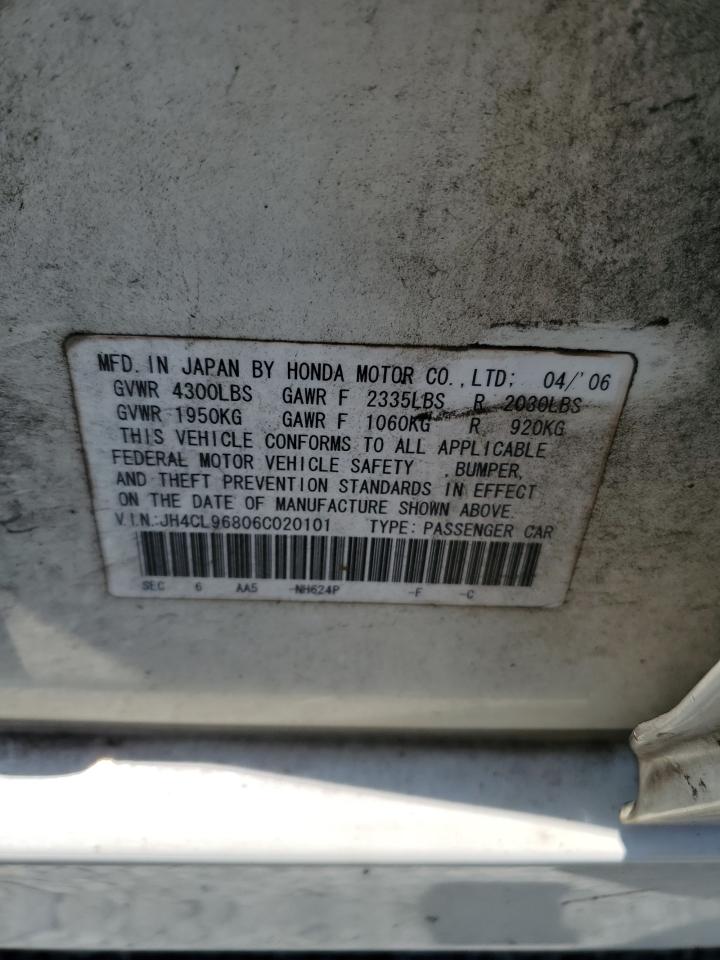 MFD. IN JAPAN BY HONDA MOTOR CO., LTD; 04/'06
GVWR 4300LBS GAWR F 2335LBS R 2030LBS
GVWR 1950KG GAWR F 1060KG R 920KG
THIS VEHICLE CONFORMS TO ALL APPLICABLE
FEDERAL MOTOR VEHICLE SAFETY , BUMPER,
AND THEFT PREVENTION STANDARDS IN EFFECT
ON THE DATE OF MANUFACTURE SHOWN ABOVE.
V.I.N.:JH4CL96806C020101 TYPE: PASSENGER CAR
SEC 6 AA5 -NH624P -F -C